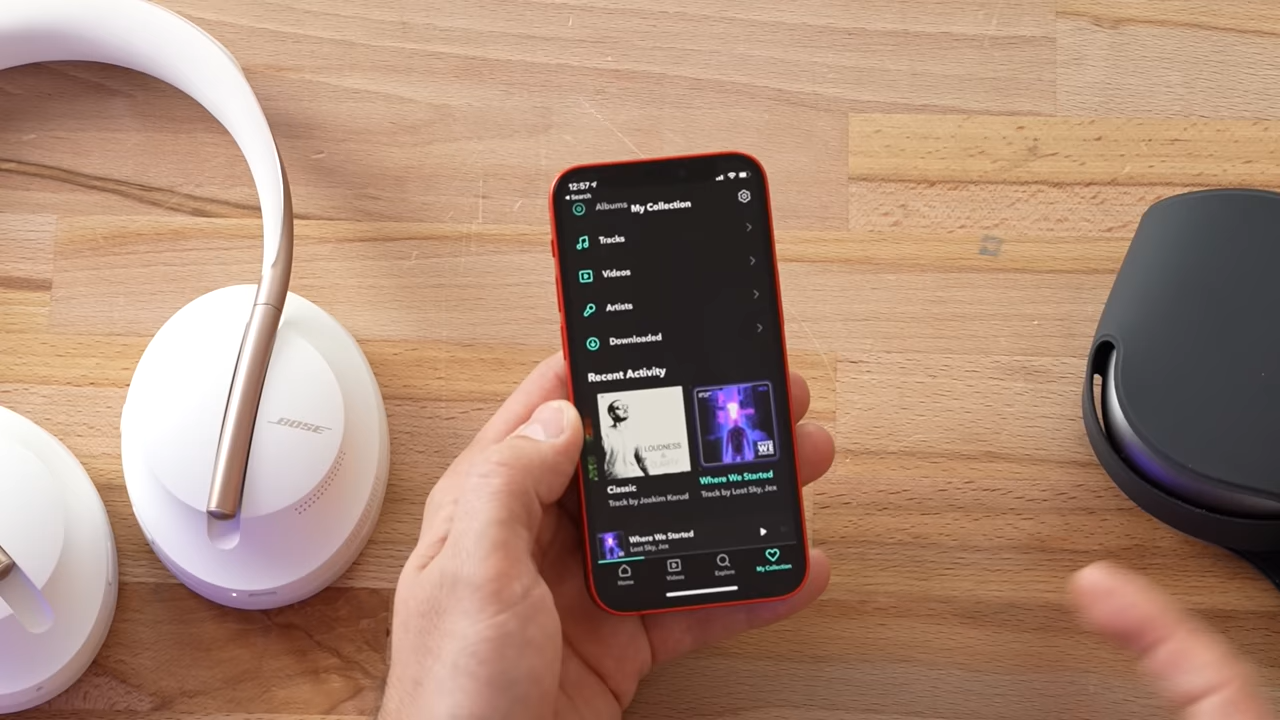 12:57
Search
Albums
My Collection
Tracks
Videos
Artists
Downloaded
Recent Activity
LOUDNESS
&
CLARITY
WE
Classic
Track by Joakim Karud
Where We Started
Track by Lost Sky, Jex
Where We Started
Lost Sky, Jex
Home
Videos
Explore
My Collection
BOSE